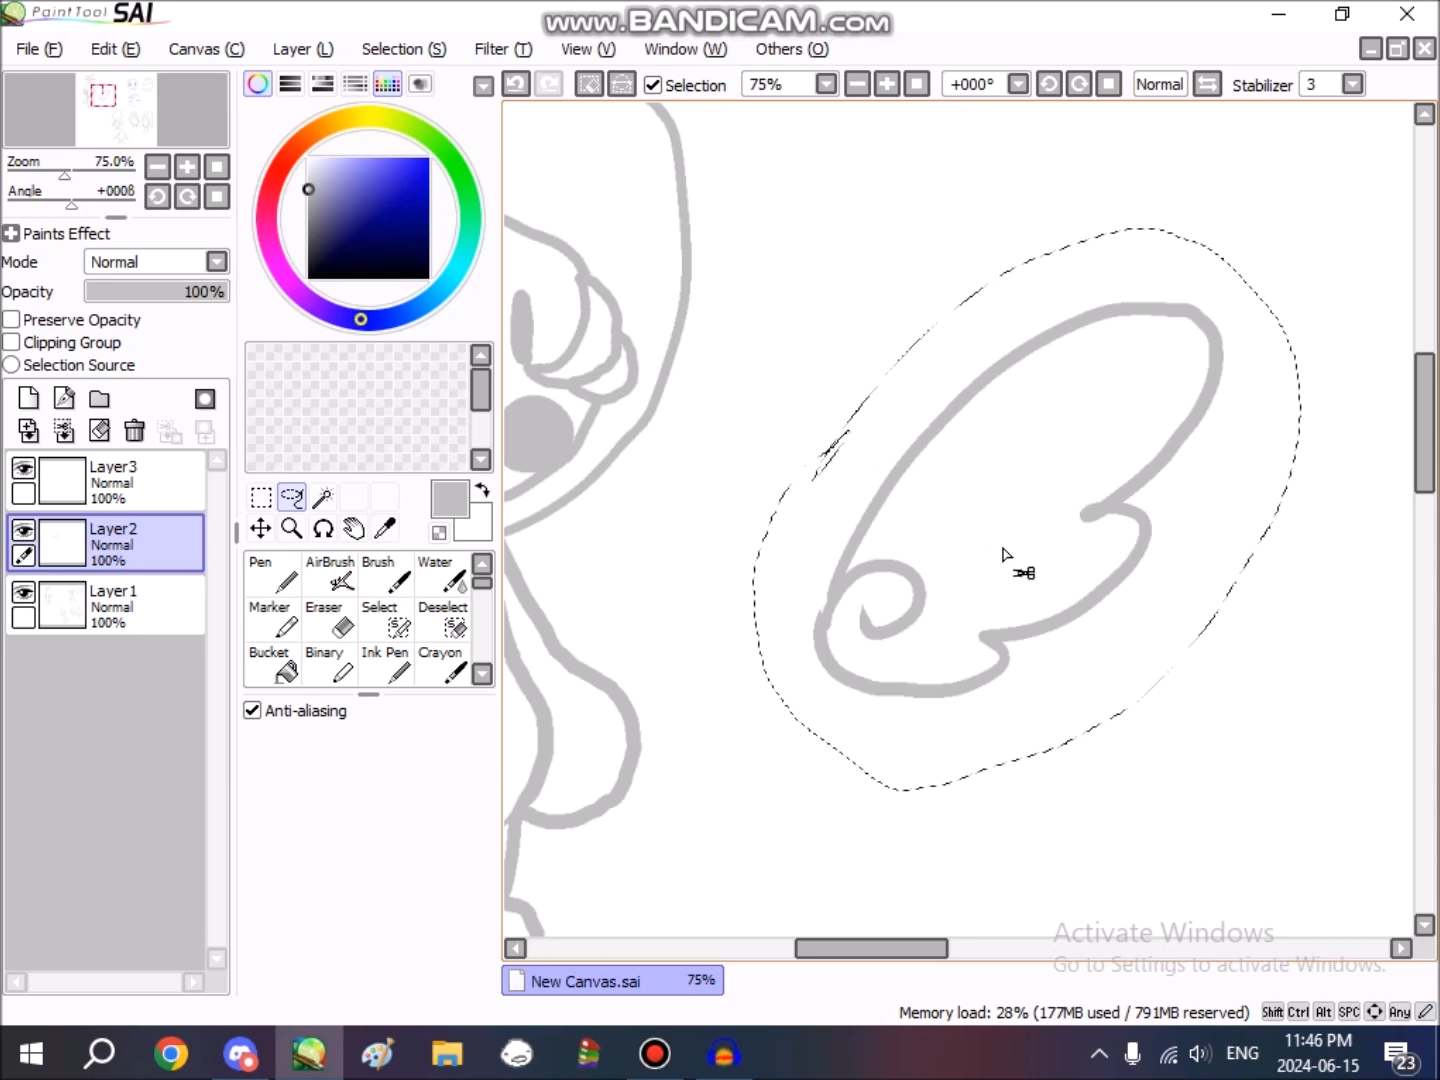 PaintTool SAI
www.BANDICAM.com
File (F) Edit (E) Canvas (C) Layer (L) Selection (S) Filter (T) View (V) Window (W) Others (O)
Selection 75% +000° Normal Stabilizer 3
Zoom 75.0%
Angle +000ß
Paints Effect
Mode Normal
Opacity 100%
Preserve Opacity
Clipping Group
Selection Source
Layer3
Normal
100%
Layer2
Normal
100%
Layer1
Normal
100%
Pen AirBrush Brush Water
Marker Eraser Select Deselect
Bucket Binary Ink Pen Crayon
Anti-aliasing
Activate Windows
Go to Settings to activate Windows.
New Canvas.sai 75%
Memory load: 28% (177MB used / 791MB reserved) Shift Ctrl Alt SPC Any
ENG 11:46 PM
2024-06-15 23